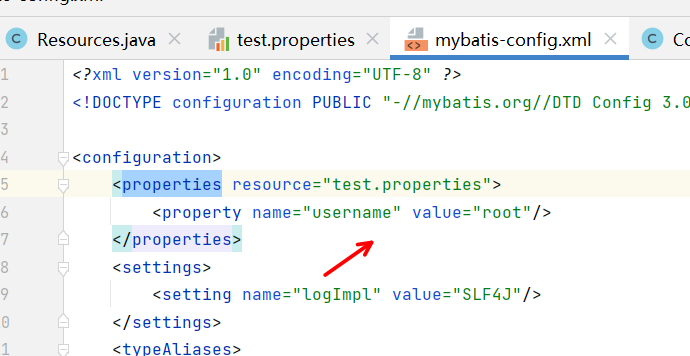 Resources.java test.properties mybatis-config.xml
1 <?xml version="1.0" encoding="UTF-8" ?>
2 <!DOCTYPE configuration PUBLIC "-//mybatis.org//DTD Config 3.0
3
4 <configuration>
5 <properties resource="test.properties">
6 <property name="username" value="root"/>
7 </properties>
8 <settings>
9 <setting name="logImpl" value="SLF4J"/>
0 </settings>
1 <typeAliases>